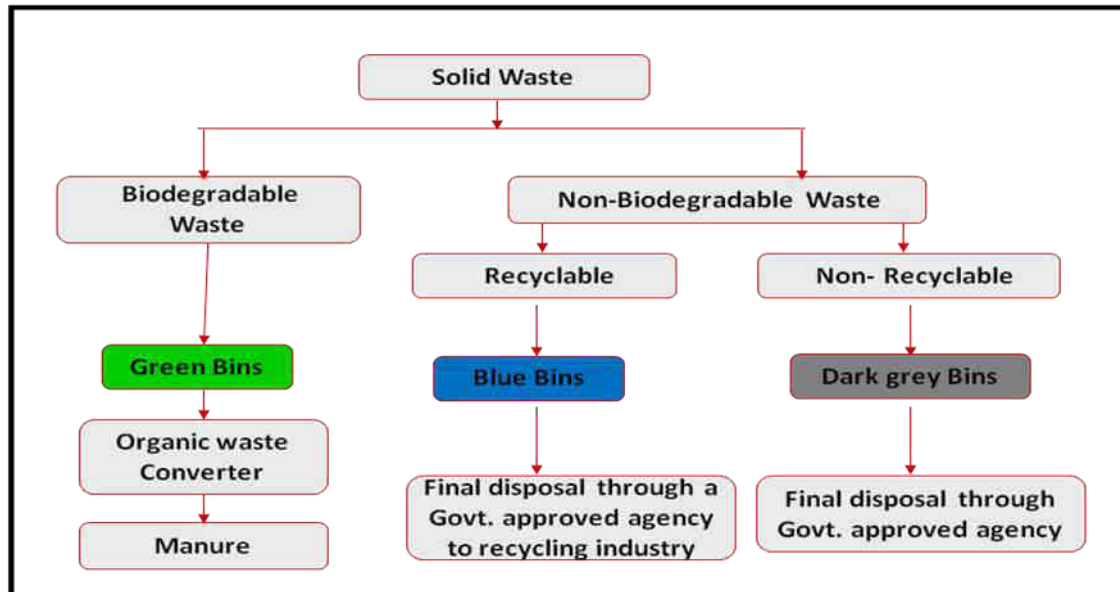 Solid Waste
Biodegradable
Waste
Non-Biodegradable Waste
Recyclable
Non- Recyclable
Green Bins
Blue Bins
Dark grey Bins
Organic waste
Converter
Manure
Final disposal through a
Govt. approved agency
to recycling industry
Final disposal through
Govt. approved agency